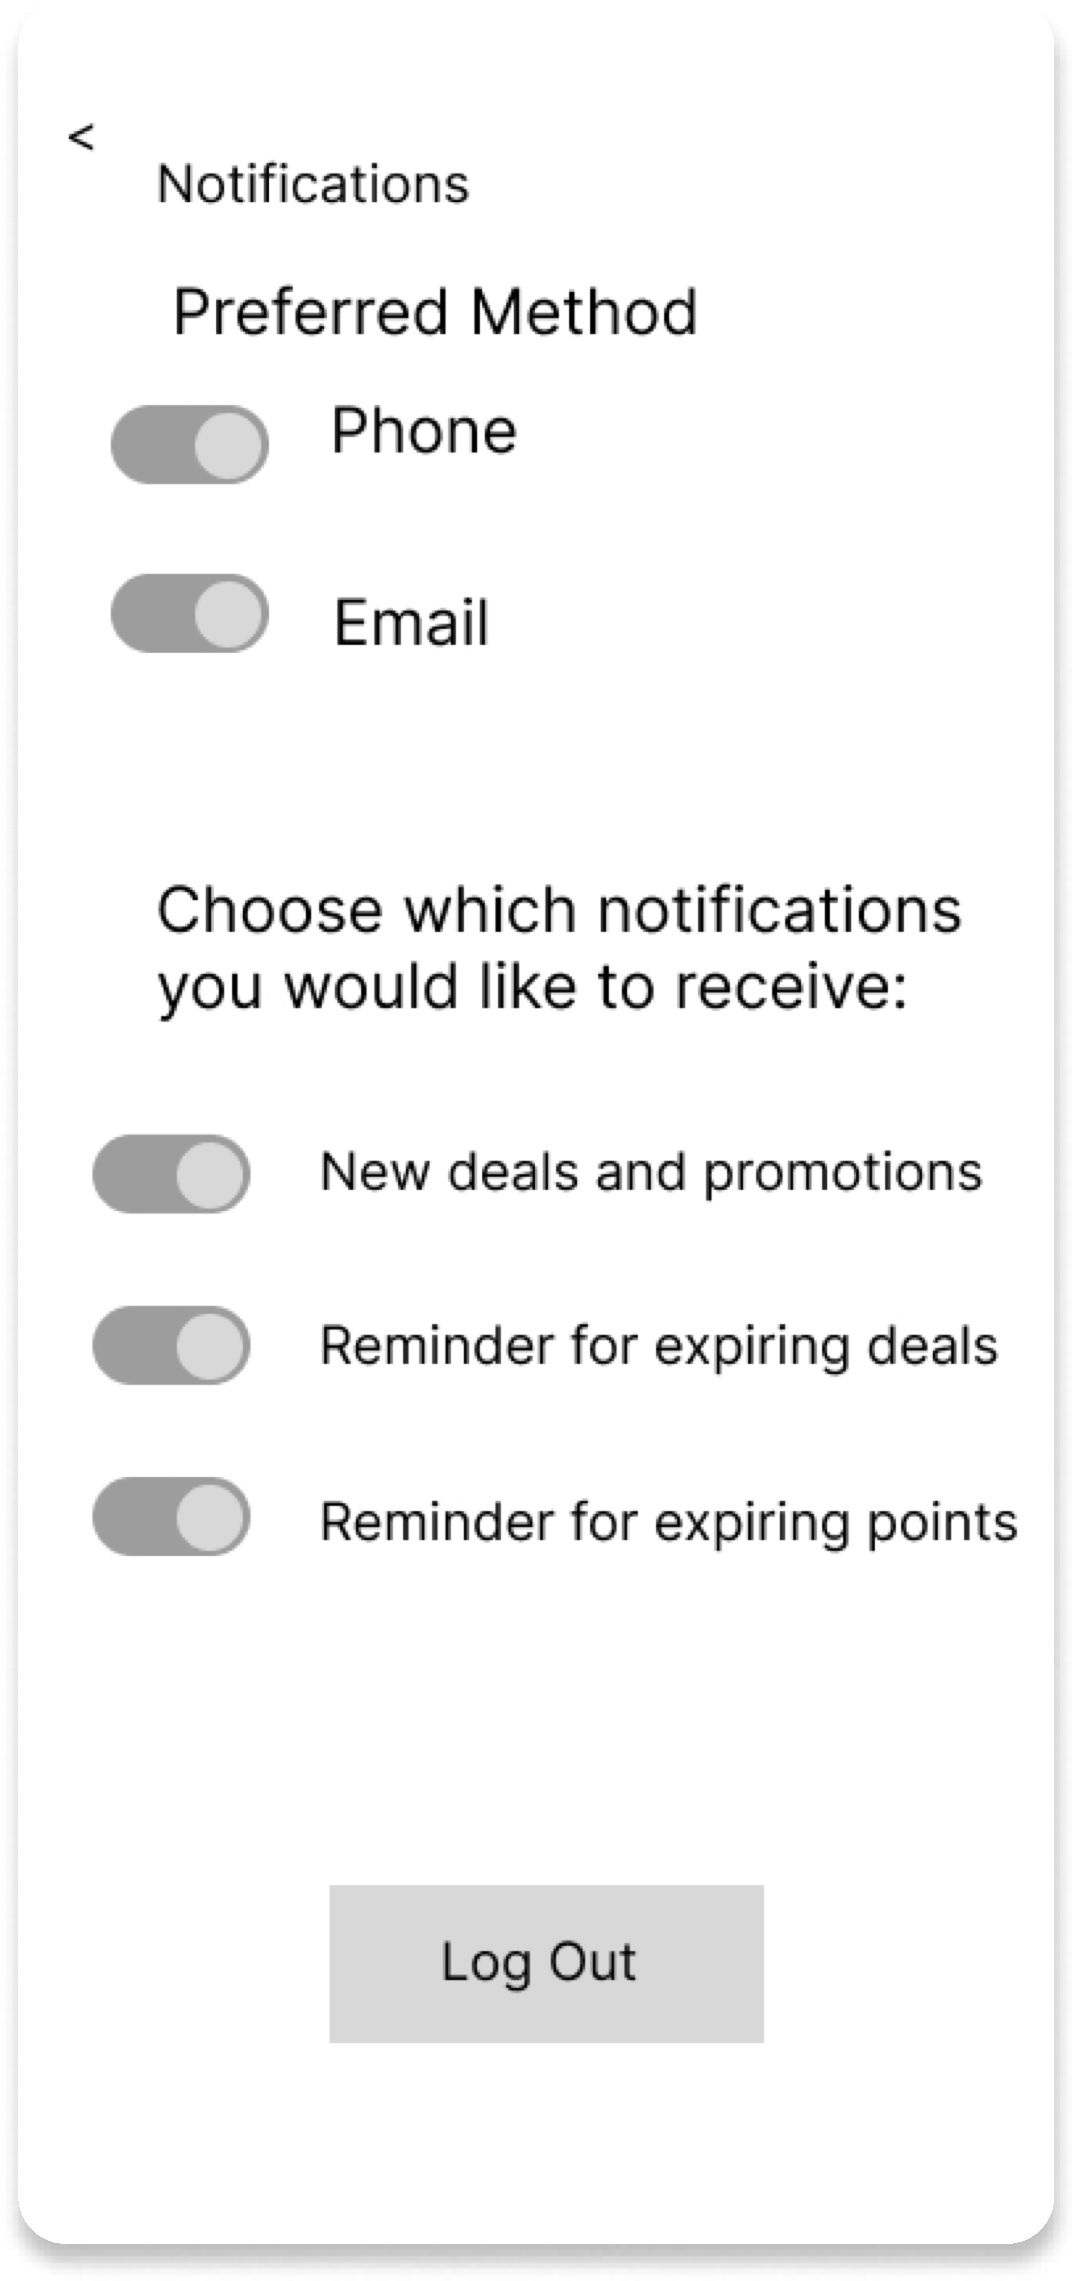 <
Notifications
Preferred Method
Phone
Email
Choose which notifications
you would like to receive:
New deals and promotions
Reminder for expiring deals
Reminder for expiring points
Log Out